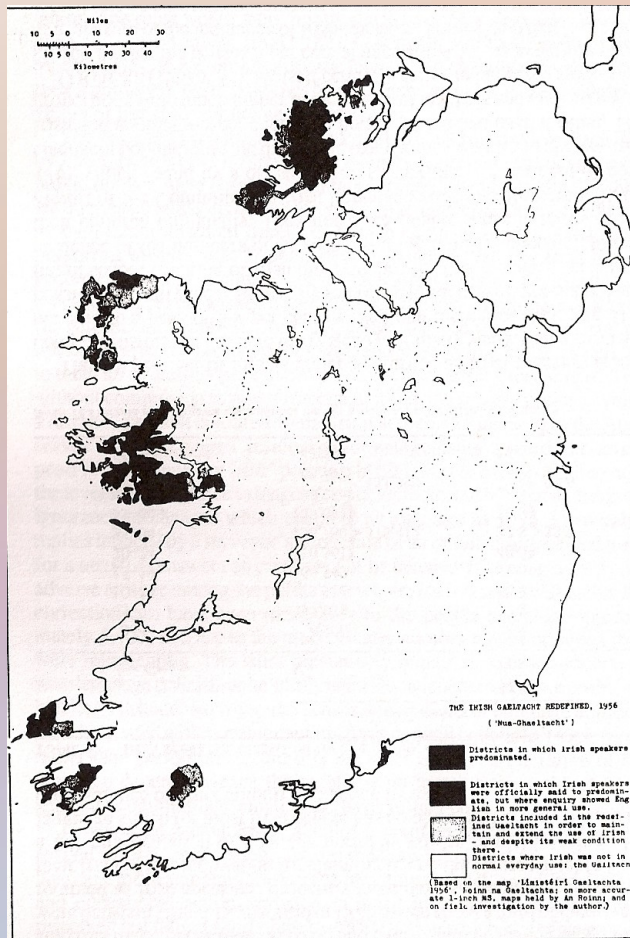 Miles
10 5 0 10 20 30
10 5 0 10 20 30 40
Kilometres
THE IRISH GAELTACHT REDEFINED, 1956
('Nua-Ghaeltacht')
Districts in which Irish speakers
predominated.
Districts in which Irish speakers
were officially said to predomin-
ate, but where enquiry showed Eng
lish in more general use.
Districts included in the redef-
ined Gaeltacht in order to main-
tain and extend the use of Irish
- and despite its weak condition
there.
Districts where Irish was not in
normal everyday use: the Galltach
(Based on the map 'Limistéirí Gaeltachta
1956', Roinn na Gaeltachta; on more accur-
ate 1-inch MS. maps held by An Roinn; and
on field investigation by the author.)